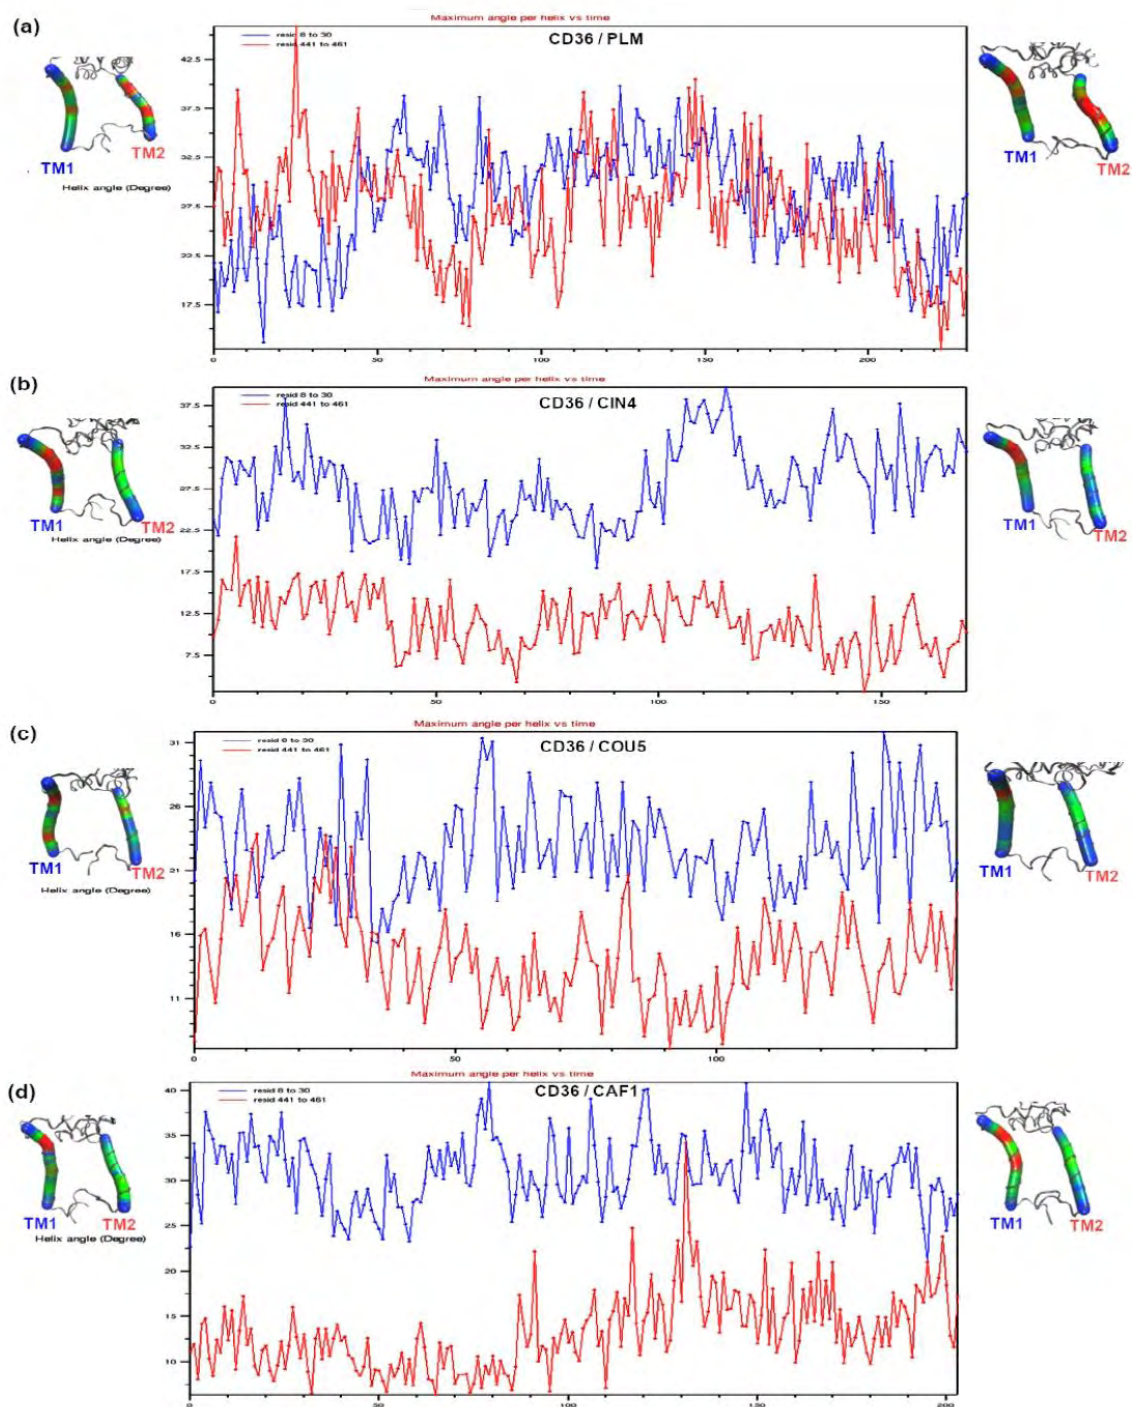 (a)
Maximum angle per helix vs time
resid 8 to 30
resid 441 to 461
CD36 / PLM
42.5
37.5
32.5
27.5
22.5
17.5
TM1
TM2
Helix angle (Degree)
TM1
TM2
0 50 100 150 200
(b)
Maximum angle per helix vs time
resid 8 to 30
resid 441 to 461
CD36 / CIN4
37.5
32.5
27.5
22.5
17.5
12.5
7.5
TM1
TM2
Helix angle (Degree)
TM1
TM2
0 50 100 150
(c)
Maximum angle per helix vs time
resid 8 to 30
resid 441 to 461
CD36 / COU5
31
26
21
16
11
TM1
TM2
Helix angle (Degree)
TM1
TM2
0 50 100
(d)
Maximum angle per helix vs time
resid 8 to 30
resid 441 to 461
CD36 / CAF1
40
35
30
25
20
15
10
TM1
TM2
Helix angle (Degree)
TM1
TM2
0 50 100 150 200